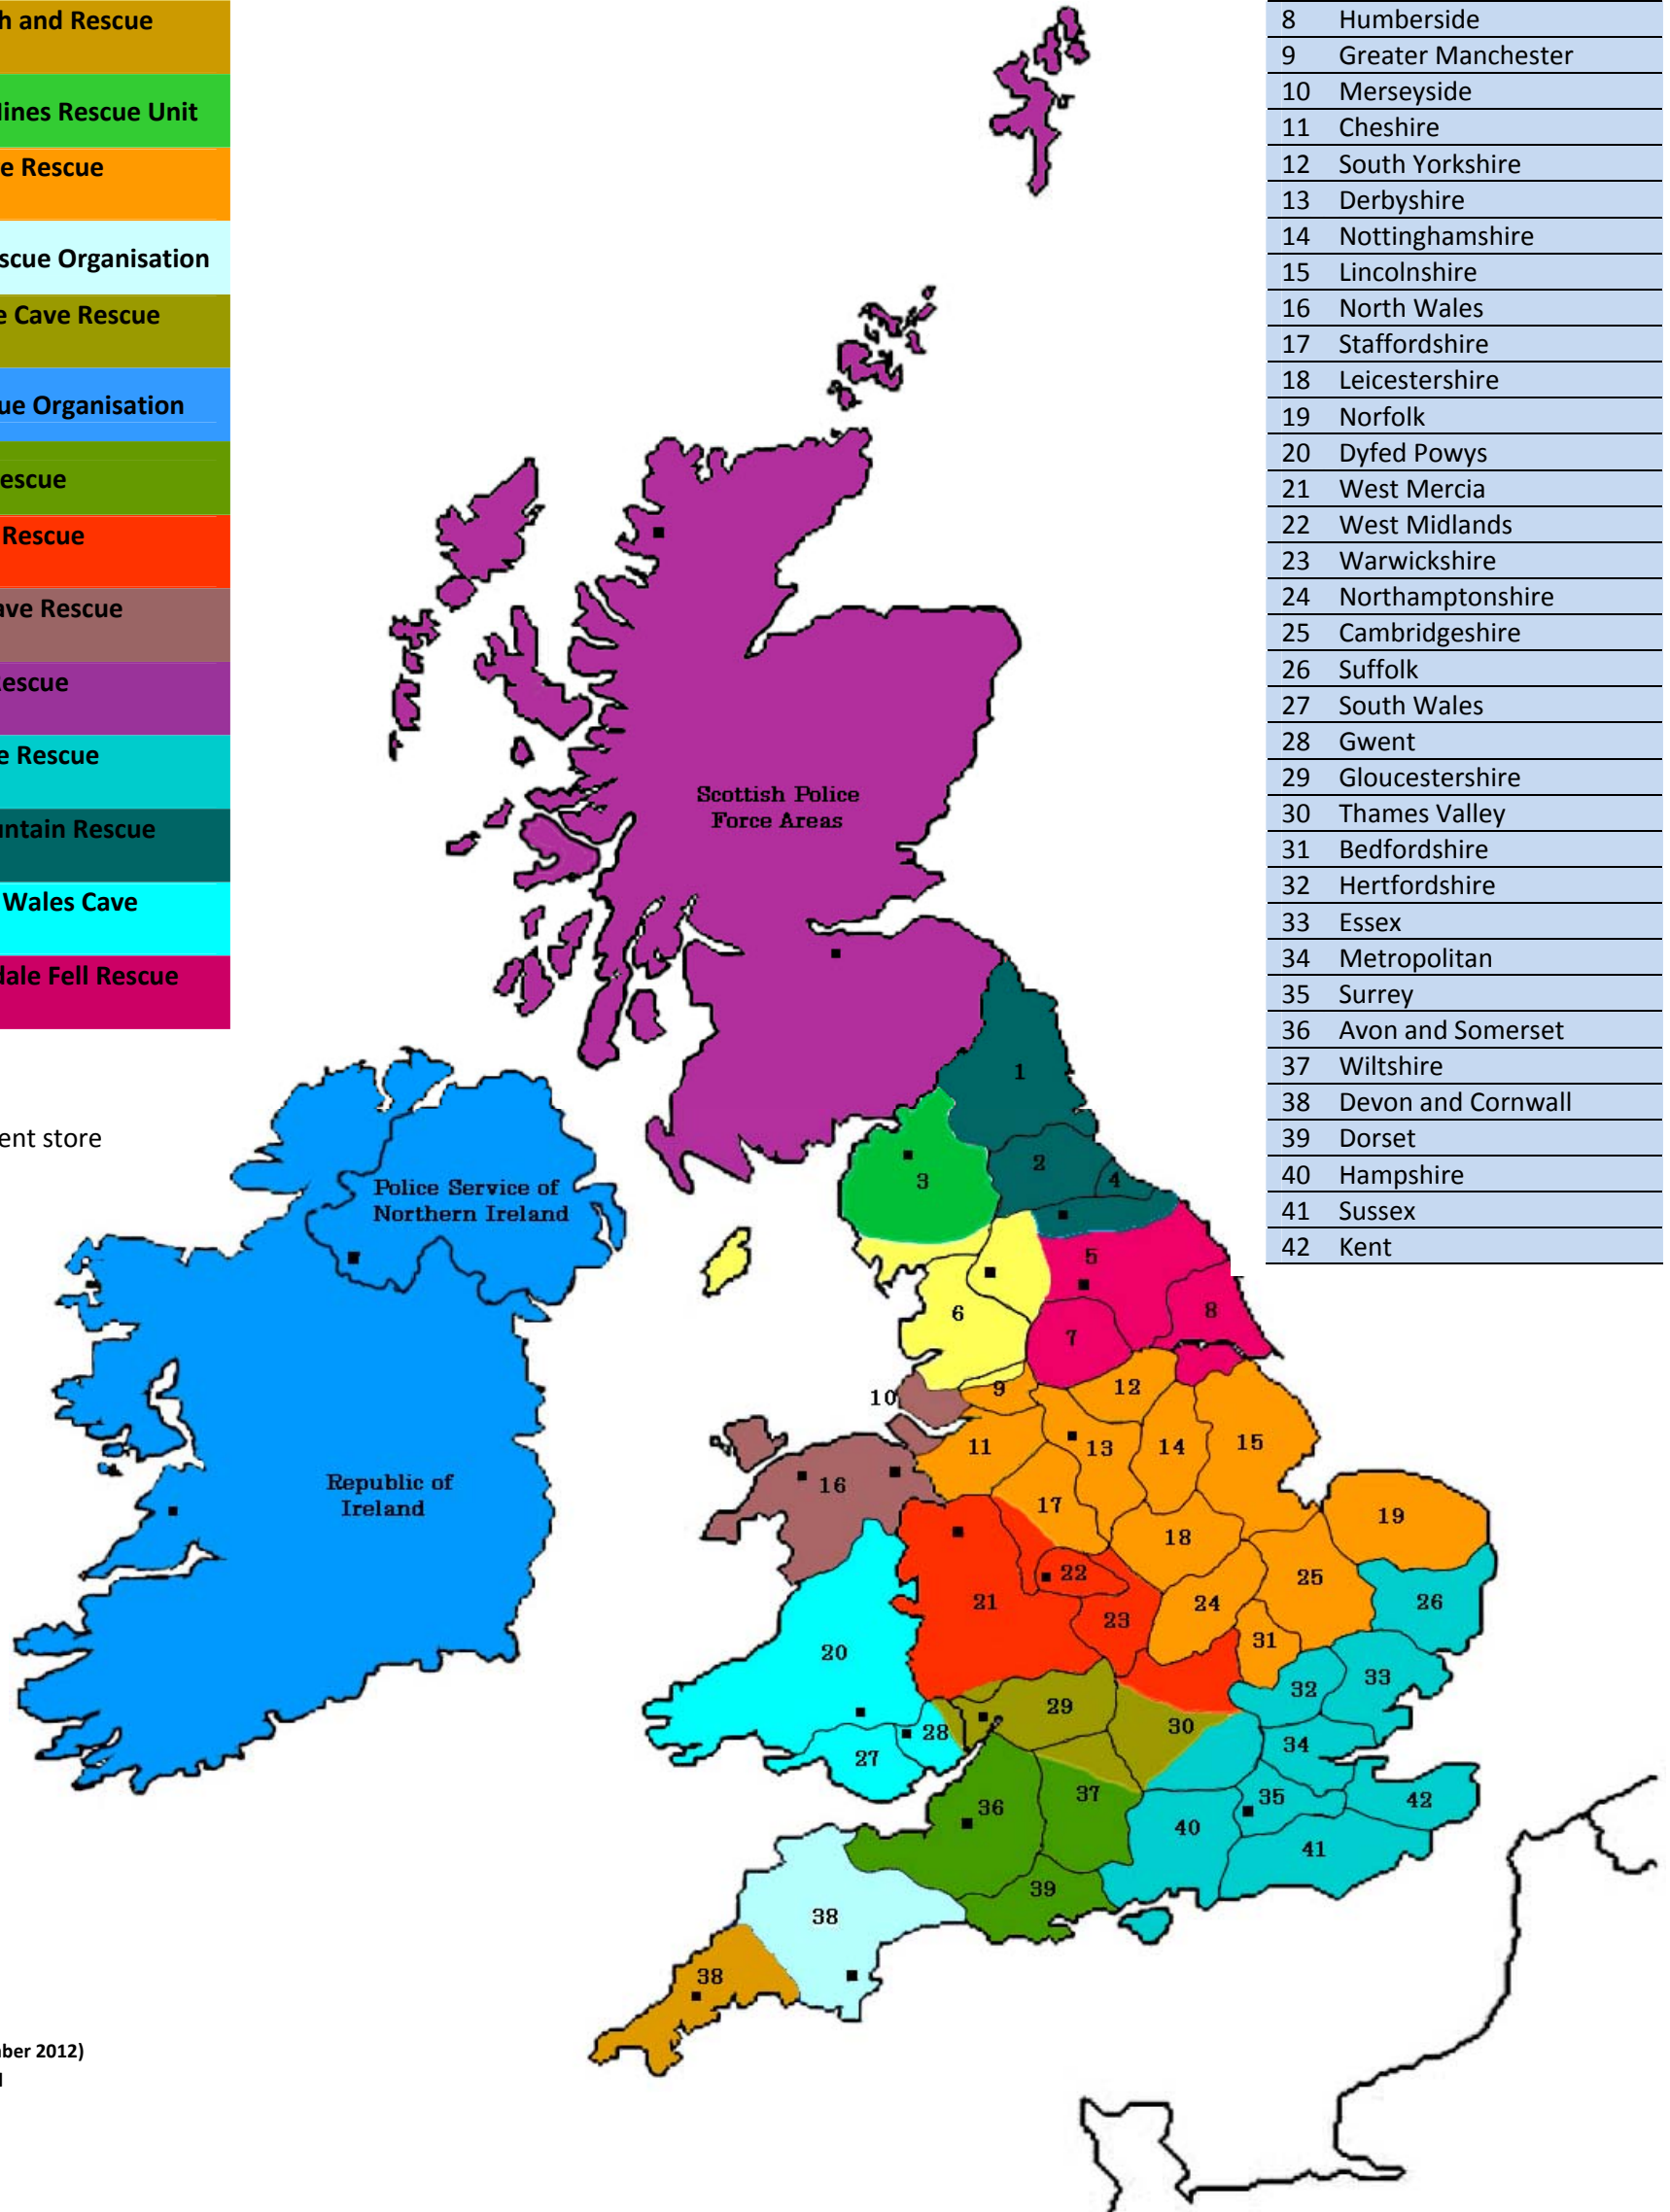 h and Rescue
lines Rescue Unit
e Rescue
scue Organisation
e Cave Rescue
ue Organisation
escue
Rescue
ave Rescue
escue
e Rescue
untain Rescue
Wales Cave
dale Fell Rescue
ent store
ber 2012)
8 Humberside
9 Greater Manchester
10 Merseyside
11 Cheshire
12 South Yorkshire
13 Derbyshire
14 Nottinghamshire
15 Lincolnshire
16 North Wales
17 Staffordshire
18 Leicestershire
19 Norfolk
20 Dyfed Powys
21 West Mercia
22 West Midlands
23 Warwickshire
24 Northamptonshire
25 Cambridgeshire
26 Suffolk
27 South Wales
28 Gwent
29 Gloucestershire
30 Thames Valley
31 Bedfordshire
32 Hertfordshire
33 Essex
34 Metropolitan
35 Surrey
36 Avon and Somerset
37 Wiltshire
38 Devon and Cornwall
39 Dorset
40 Hampshire
41 Sussex
42 Kent
Scottish Police
Force Areas
Police Service of
Northern Ireland
Republic of
Ireland
1
2
3
4
5
6
7
8
9
10
11
12
13
14
15
16
17
18
19
20
21
22
23
24
25
26
27
28
29
30
31
32
33
34
35
36
37
38
38
39
40
41
42